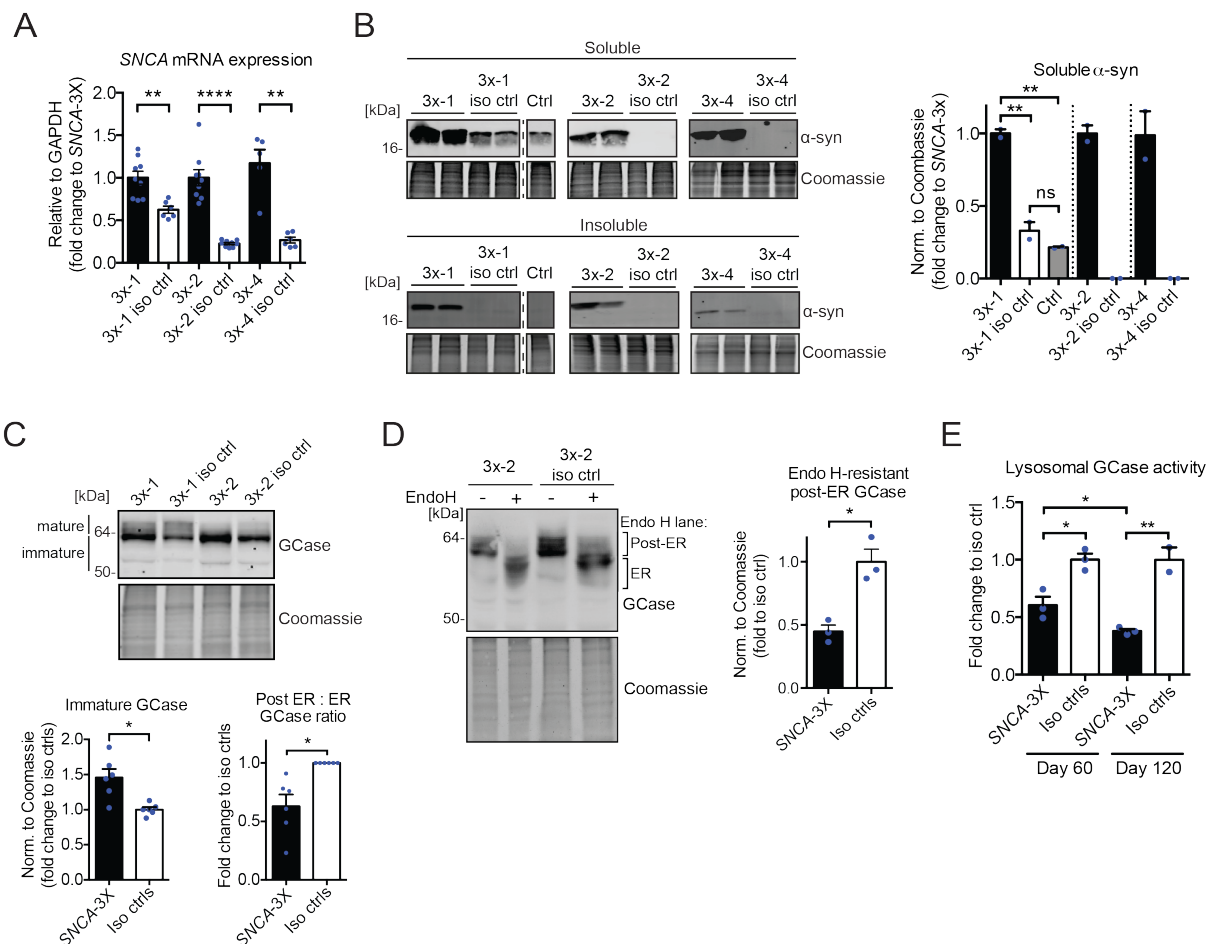 A
SNCA mRNA expression
Relative to GAPDH
(fold change to SNCA-3X)
2.0
1.5
1.0
0.5
0.0
**
****
**
3x-1
3x-1 iso ctrl
3x-2
3x-2 iso ctrl
3x-4
3x-4 iso ctrl
B
Soluble
[kDa]
3x-1
3x-1
iso ctrl
Ctrl
3x-2
3x-2
iso ctrl
3x-4
3x-4
iso ctrl
16-
α-syn
Coomassie
Insoluble
[kDa]
3x-1
3x-1
iso ctrl
Ctrl
3x-2
3x-2
iso ctrl
3x-4
3x-4
iso ctrl
16-
α-syn
Coomassie
Soluble α-syn
Norm. to Coombassie
(fold change to SNCA-3x)
1.0
0.5
0.0
**
**
ns
3x-1
3x-1 iso ctrl
Ctrl
3x-2
3x-2 iso ctrl
3x-4
3x-4 iso ctrl
C
[kDa]
3x-1
3x-1 iso ctrl
3x-2
3x-2 iso ctrl
mature
immature
64-
50-
GCase
Coomassie
Immature GCase
Norm. to Coomassie
(fold change to iso ctrls)
2.0
1.5
1.0
0.5
0.0
*
SNCA-3X
Iso ctrls
Post ER : ER
GCase ratio
Fold change to iso ctrls
1.0
0.5
0.0
*
SNCA-3X
Iso ctrls
D
3x-2
3x-2
iso ctrl
EndoH
-
+
-
+
[kDa]
64-
50-
Endo H lane:
Post-ER
ER
GCase
Coomassie
Endo H-resistant
post-ER GCase
Norm. to Coomassie
(fold to iso ctrl)
1.0
0.5
0.0
*
SNCA-3X
Iso ctrls
E
Lysosomal GCase activity
Fold change to iso ctrl
1.5
1.0
0.5
0.0
*
*
**
SNCA-3X
Iso ctrls
SNCA-3X
Iso ctrls
Day 60
Day 120